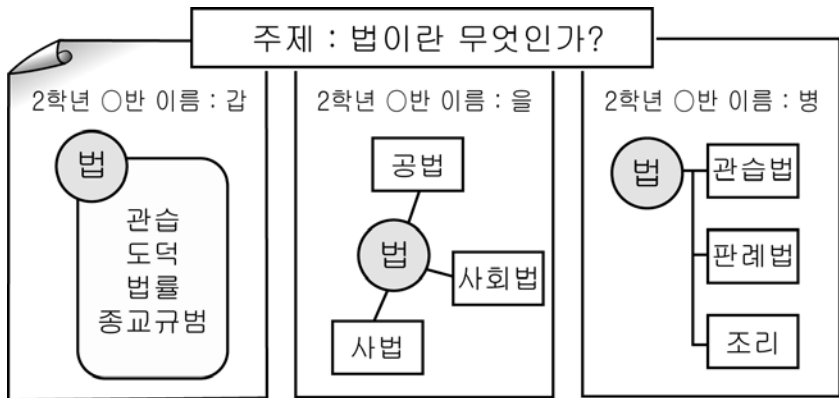 주제 : 법이란 무엇인가?
2학년 ○반 이름 : 갑
법
관습
도덕
법률
종교규범
2학년 ○반 이름 : 을
공법
법
사회법
사법
2학년 ○반 이름 : 병
법
관습법
판례법
조리